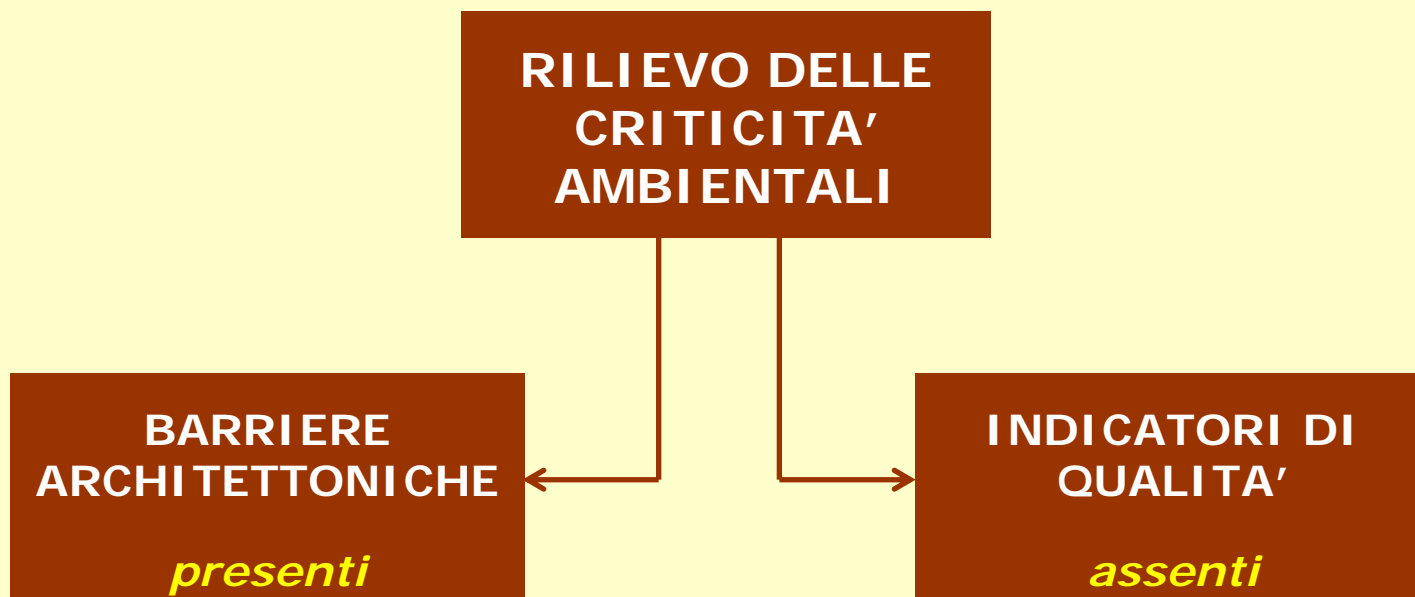 RILIEVO DELLE
CRITICITA’
AMBIENTALI
BARRIERE
ARCHITETTONICHE
presenti
INDICATORI DI
QUALITA’
assenti